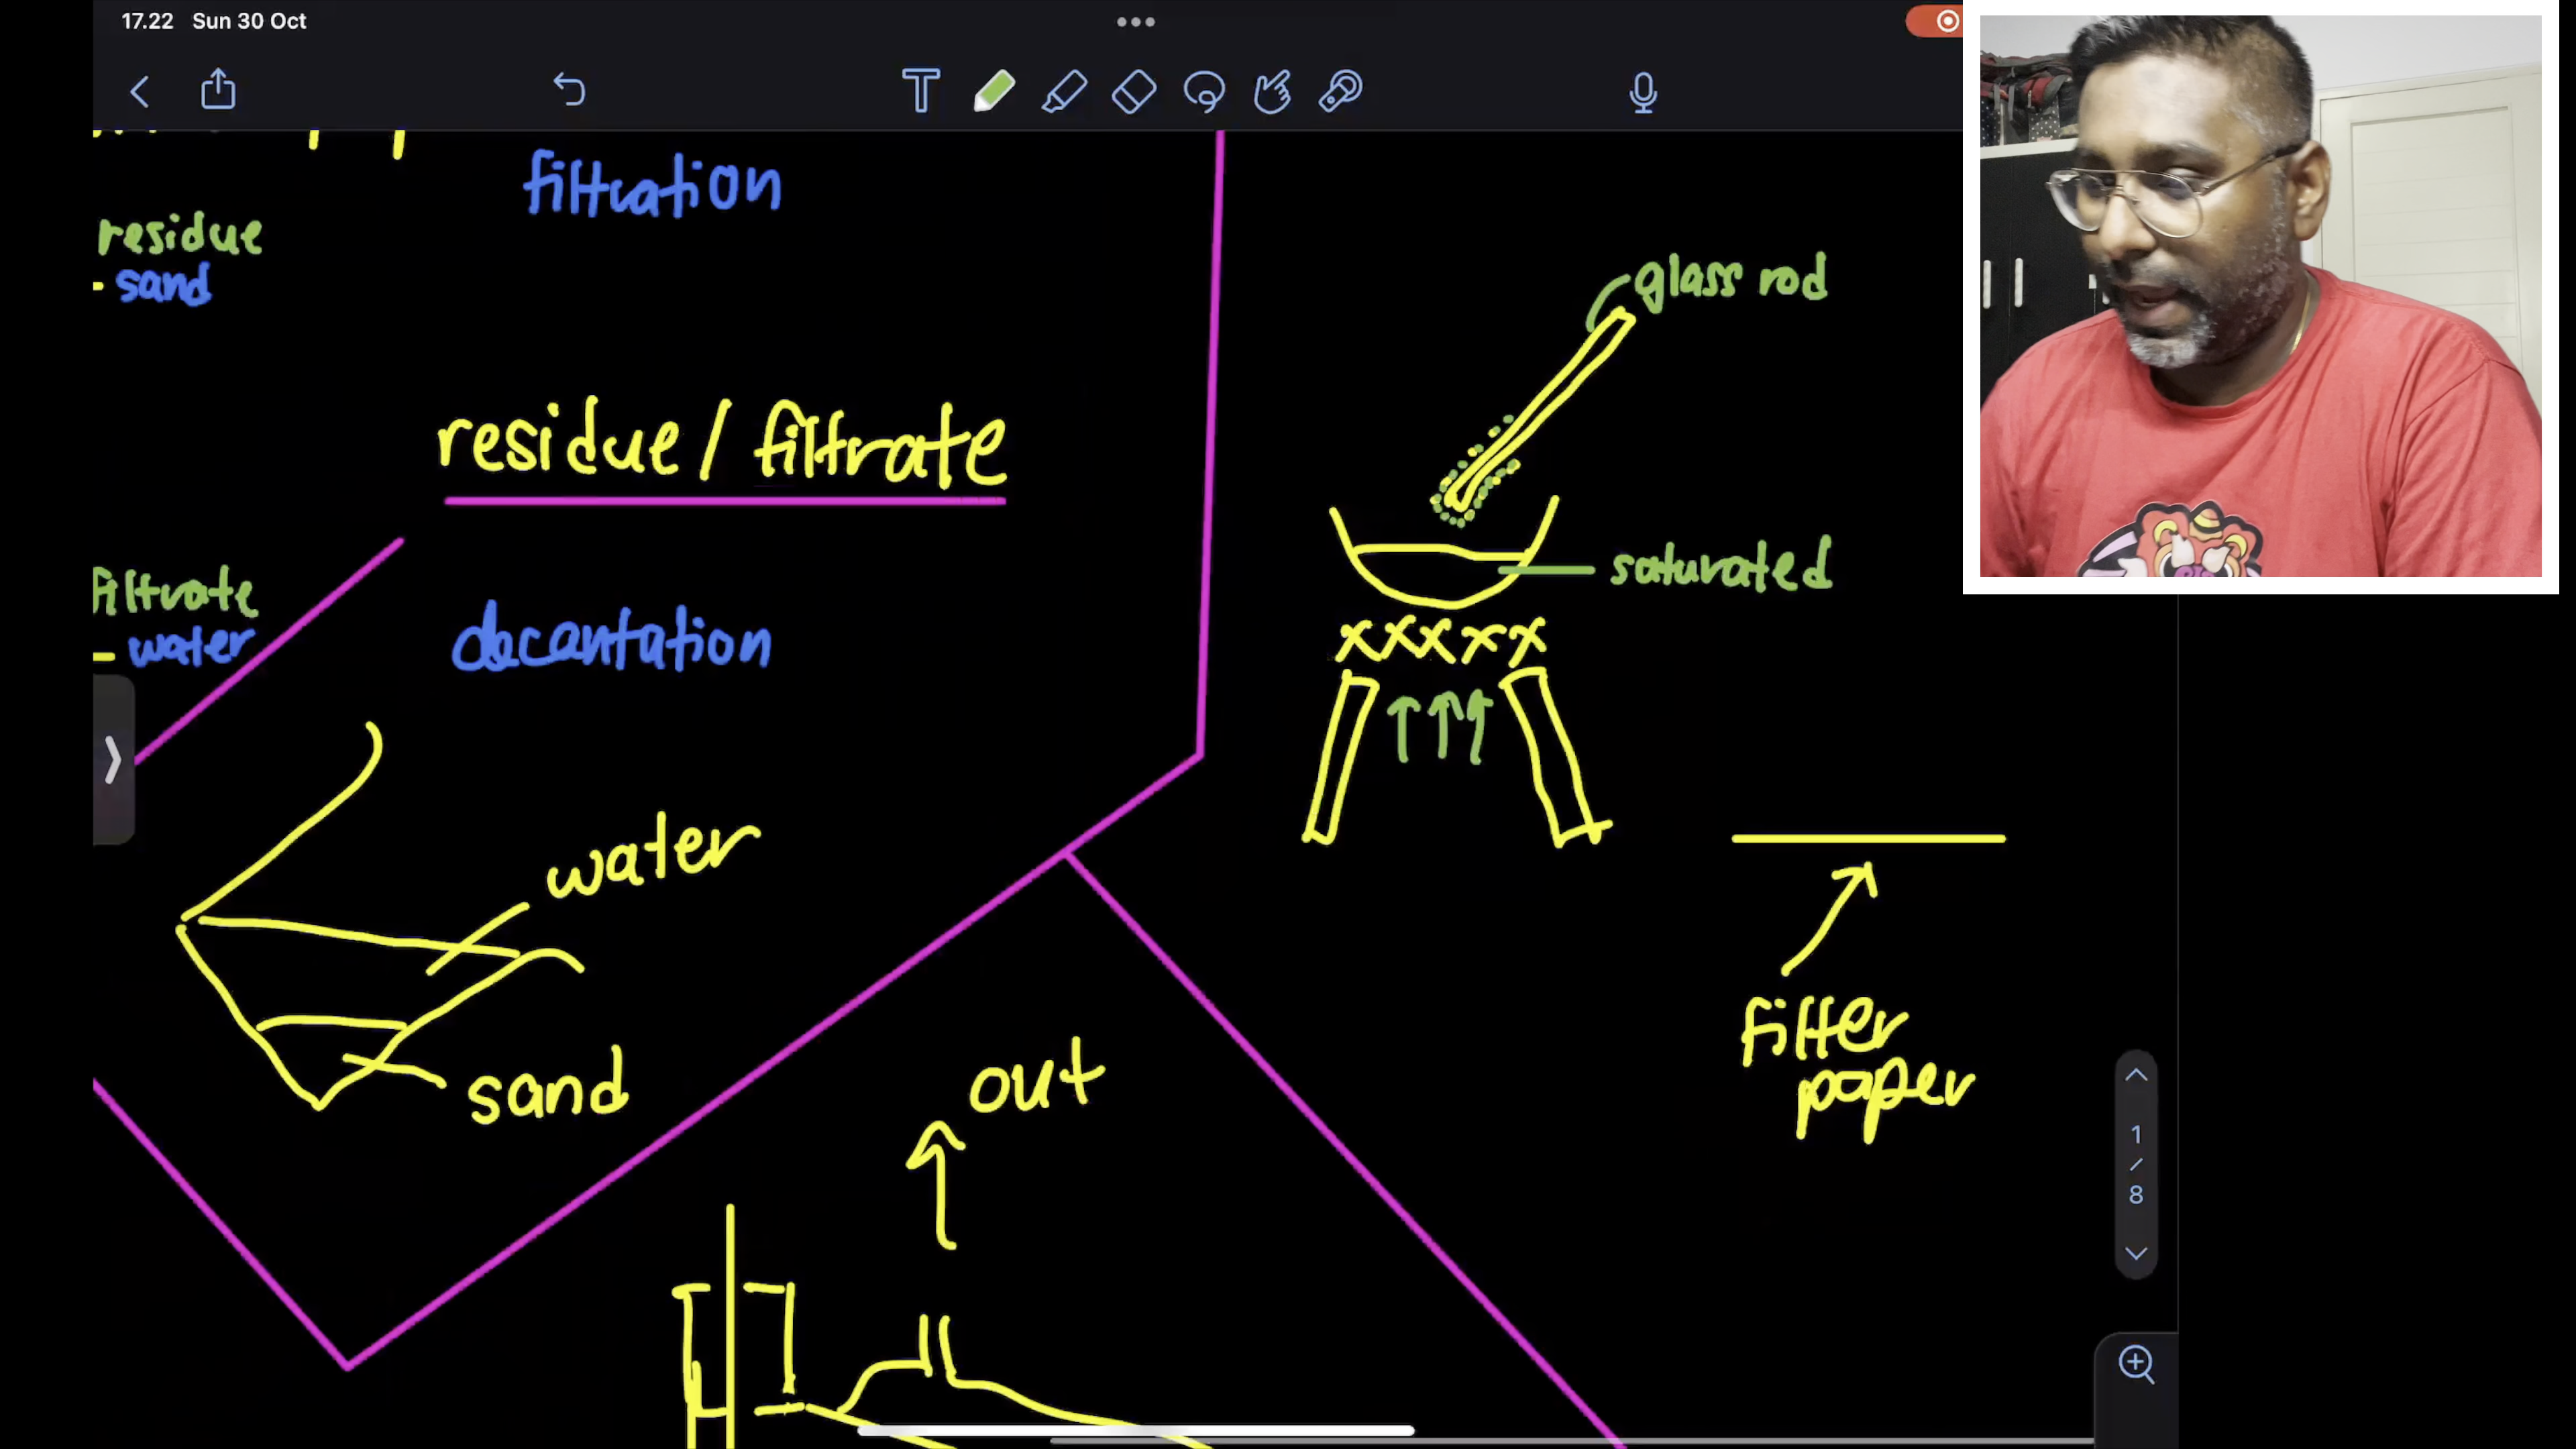 17.22 Sun 30 Oct
filtration
residue
- sand
glass rod
residue / filtrate
saturated
filtrate
- water
decantation
water
sand
out
filter
paper
1
/
8